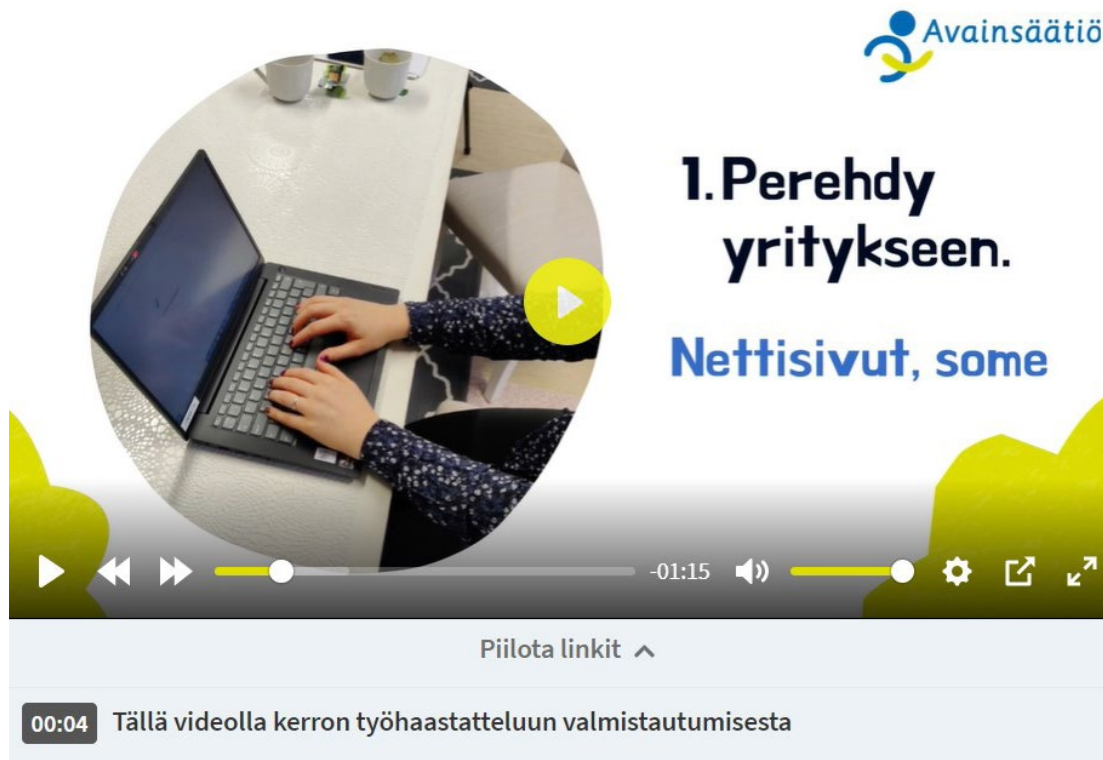 Avainsäätiö
1. Perehdy
yritykseen.
Nettisivut, some
-01:15
Piilota linkit
00:04 Tällä videolla kerron työhaastatteluun valmistautumisesta